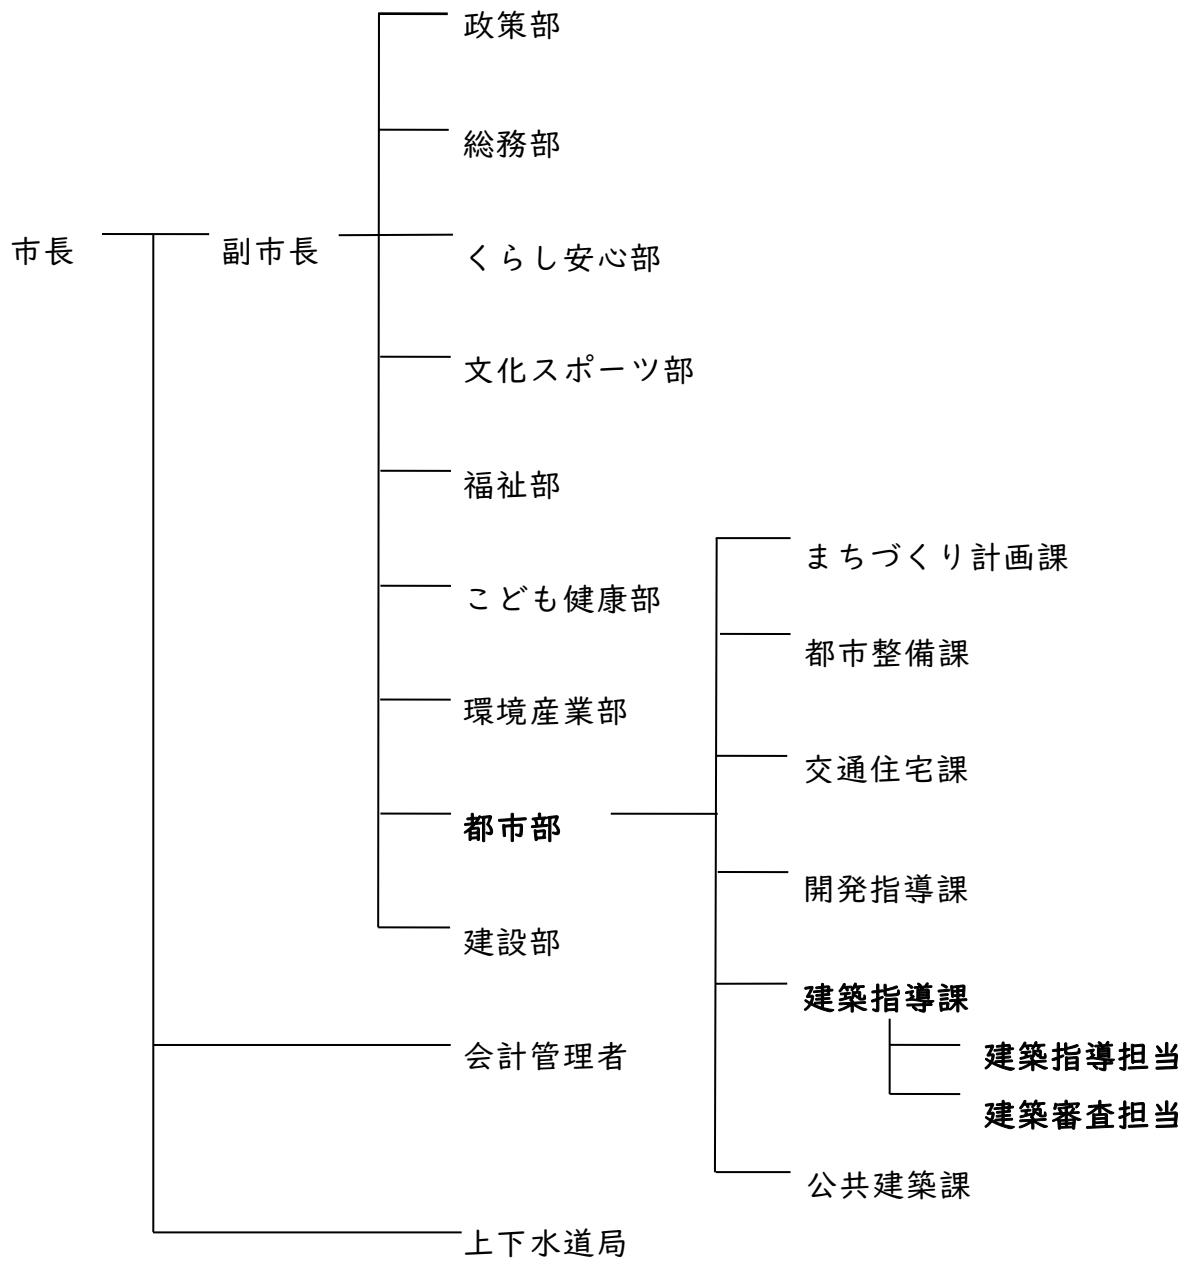 市長
副市長
政策部
総務部
くらし安心部
文化スポーツ部
福祉部
こども健康部
環境産業部
都市部
まちづくり計画課
都市整備課
交通住宅課
開発指導課
建築指導課
建築指導担当
建築審査担当
公共建築課
建設部
会計管理者
上下水道局